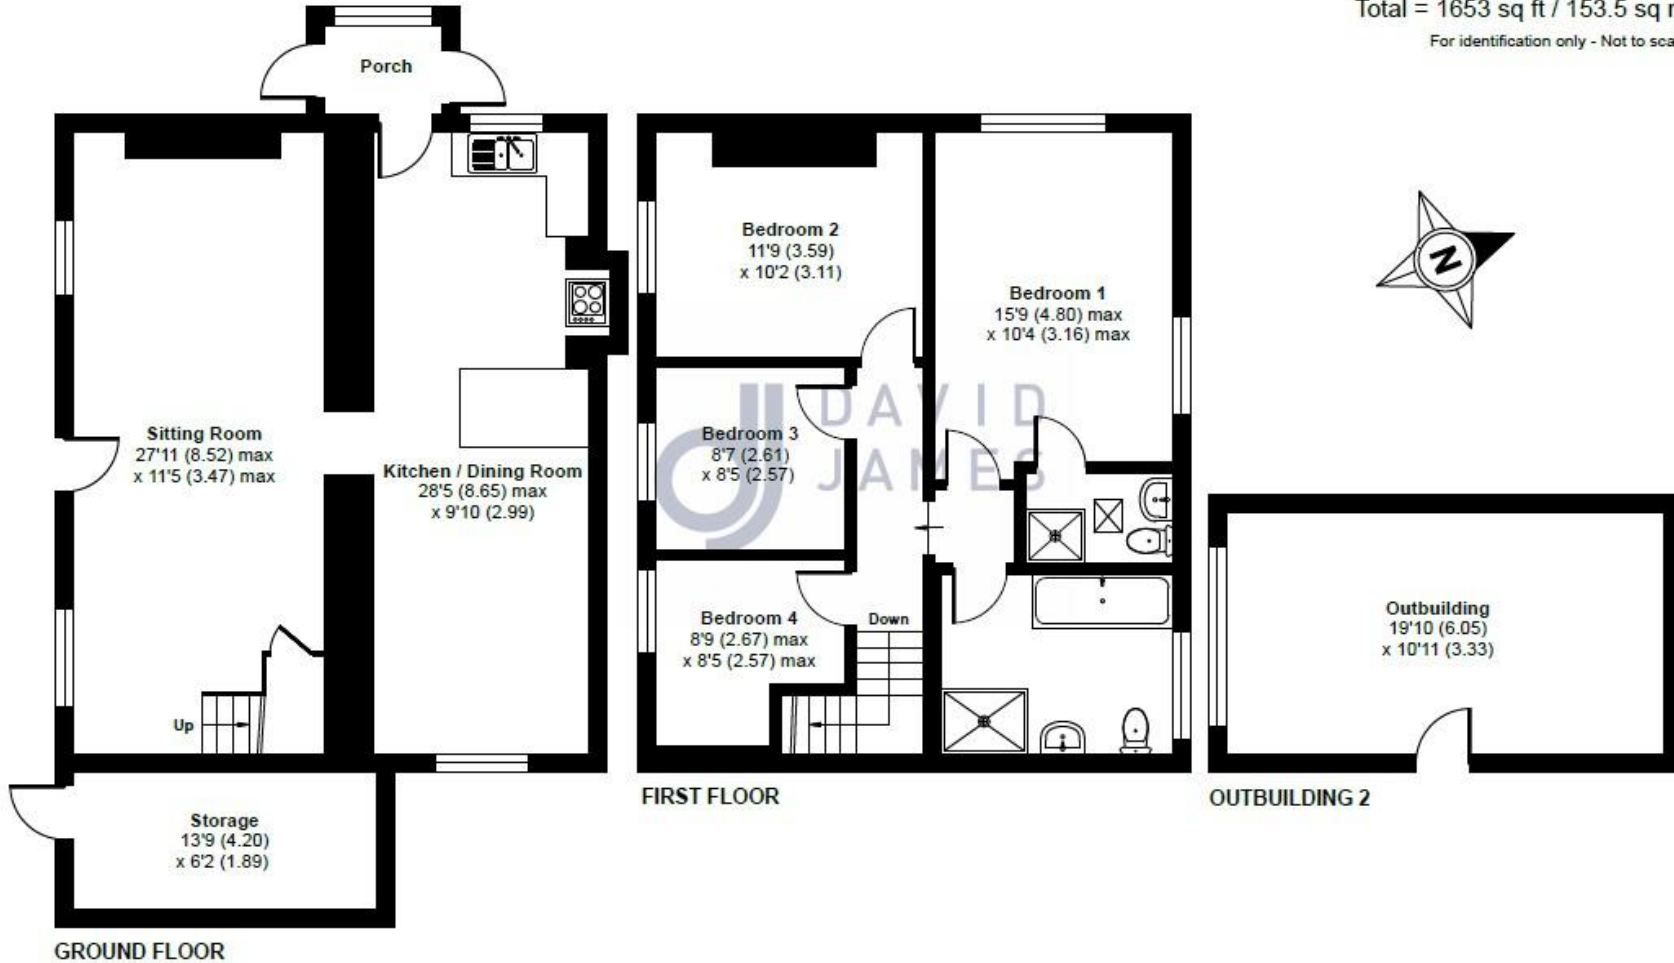 Total = 1653 sq ft / 153.5 sq
For identification only - Not to
Porch
Sitting Room
27'11 (8.52) max
x 11'5 (3.47) max
Kitchen / Dining Room
28'5 (8.65) max
x 9'10 (2.99)
Up
Storage
13'9 (4.20)
x 6'2 (1.89)
GROUND FLOOR
Bedroom 2
11'9 (3.59)
x 10'2 (3.11)
Bedroom 1
15'9 (4.80) max
x 10'4 (3.16) max
Bedroom 3
8'7 (2.61)
x 8'5 (2.57)
DAVID
JAMES
Bedroom 4
8'9 (2.67) max
x 8'5 (2.57) max
Down
FIRST FLOOR
N
Outbuilding
19'10 (6.05)
x 10'11 (3.33)
OUTBUILDING 2